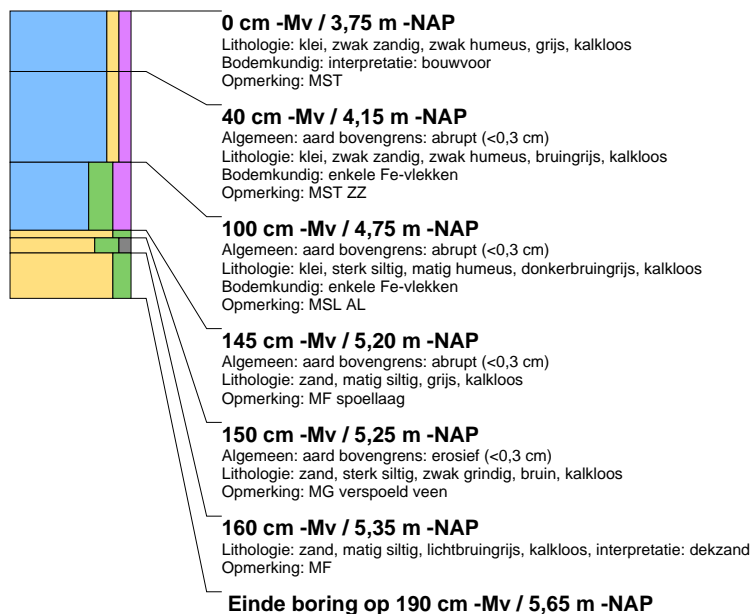 0 cm -Mv / 3,75 m -NAP
Lithologie: klei, zwak zandig, zwak humeus, grijs, kalkloos
Bodemkundig: interpretatie: bouwvoor
Opmerking: MST
40 cm -Mv / 4,15 m -NAP
Algemeen: aard bovengrens: abrupt (<0,3 cm)
Lithologie: klei, zwak zandig, zwak humeus, bruingrijs, kalkloos
Bodemkundig: enkele Fe-vlekken
Opmerking: MST ZZ
100 cm -Mv / 4,75 m -NAP
Algemeen: aard bovengrens: abrupt (<0,3 cm)
Lithologie: klei, sterk siltig, matig humeus, donkerbruingrijs, kalkloos
Bodemkundig: enkele Fe-vlekken
Opmerking: MSL AL
145 cm -Mv / 5,20 m -NAP
Algemeen: aard bovengrens: abrupt (<0,3 cm)
Lithologie: zand, matig siltig, grijs, kalkloos
Opmerking: MF spoellaag
150 cm -Mv / 5,25 m -NAP
Algemeen: aard bovengrens: erosief (<0,3 cm)
Lithologie: zand, sterk siltig, zwak grindig, bruin, kalkloos
Opmerking: MG verspoeld veen
160 cm -Mv / 5,35 m -NAP
Lithologie: zand, matig siltig, lichtbruingrijs, kalkloos, interpretatie: dekzand
Opmerking: MF
Einde boring op 190 cm -Mv / 5,65 m -NAP